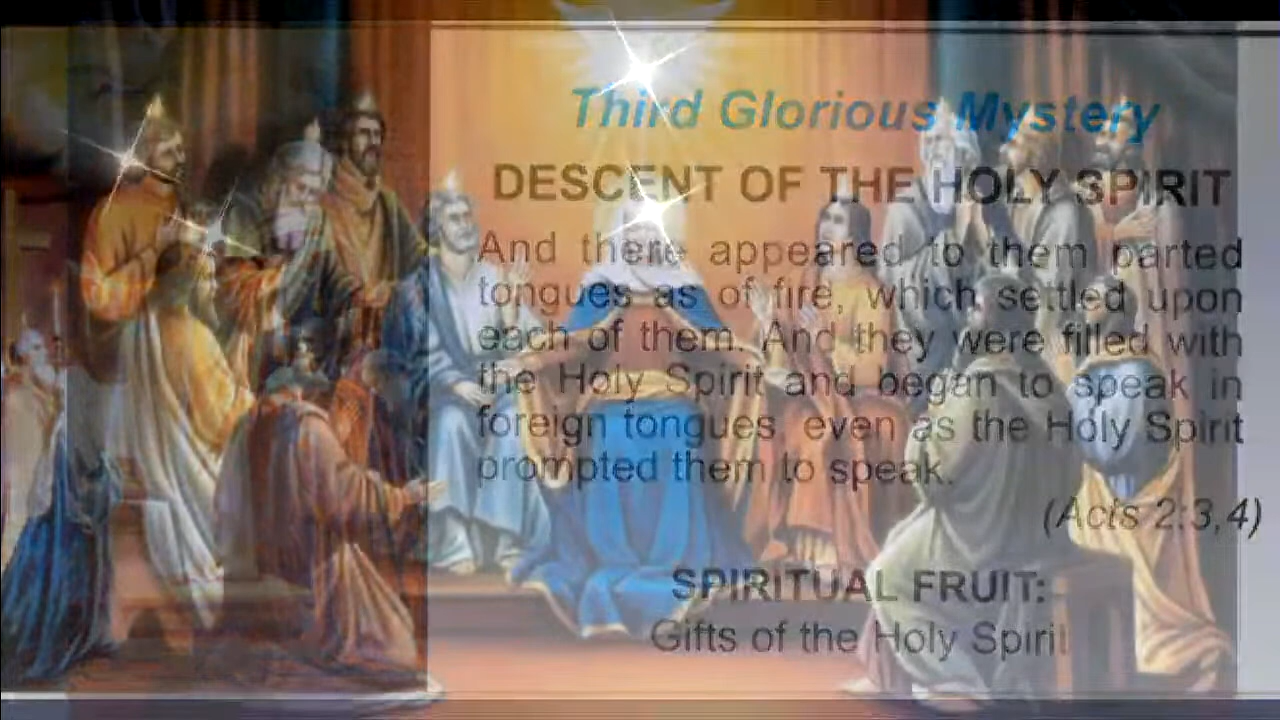 Third Glorious Mystery
DESCENT OF THE HOLY SPIRIT
And there appeared to them parted
tongues as of fire, which settled upon
each of them. And they were filled with
the Holy Spirit and began to speak in
foreign tongues, even as the Holy Spirit
prompted them to speak.
(Acts 2:3,4)
SPIRITUAL FRUIT:
Gifts of the Holy Spirit